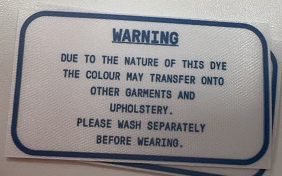 WARNING
DUE TO THE NATURE OF THIS DYE
THE COLOUR MAY TRANSFER ONTO
OTHER GARMENTS AND
UPHOLSTERY.
PLEASE WASH SEPARATELY
BEFORE WEARING.